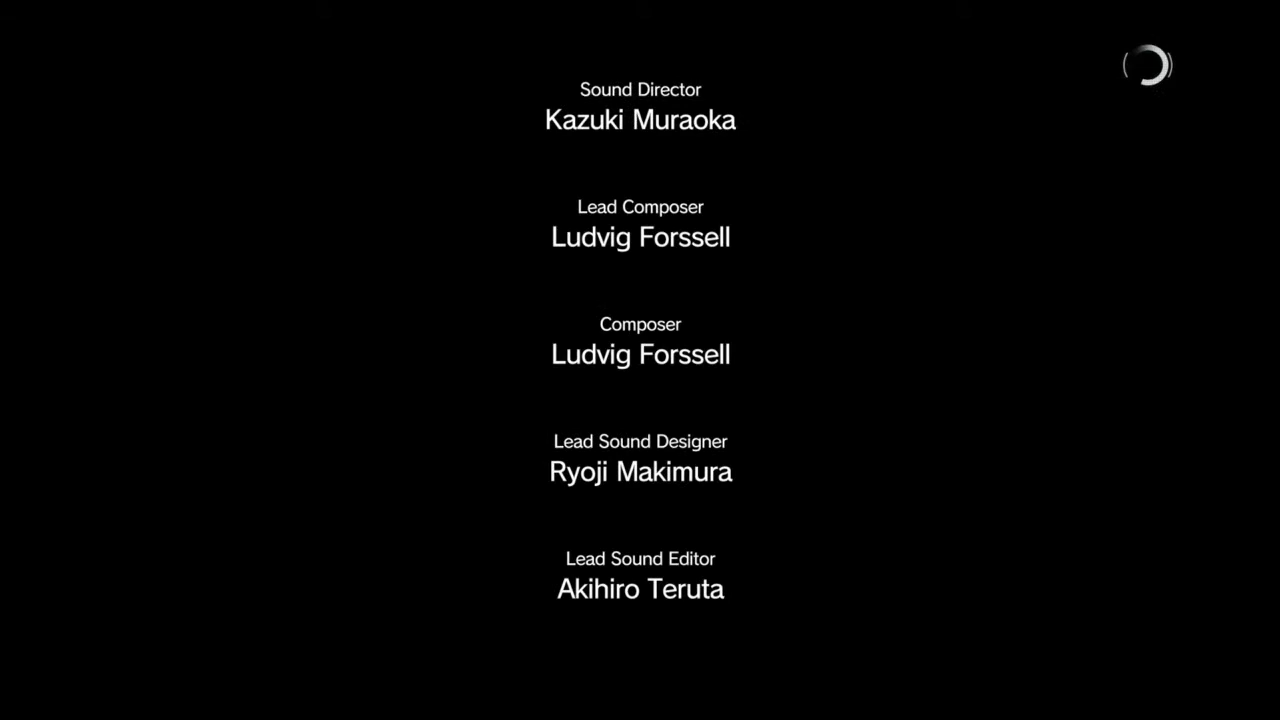 Sound Director
Kazuki Muraoka
Lead Composer
Ludvig Forssell
Composer
Ludvig Forssell
Lead Sound Designer
Ryoji Makimura
Lead Sound Editor
Akihiro Teruta